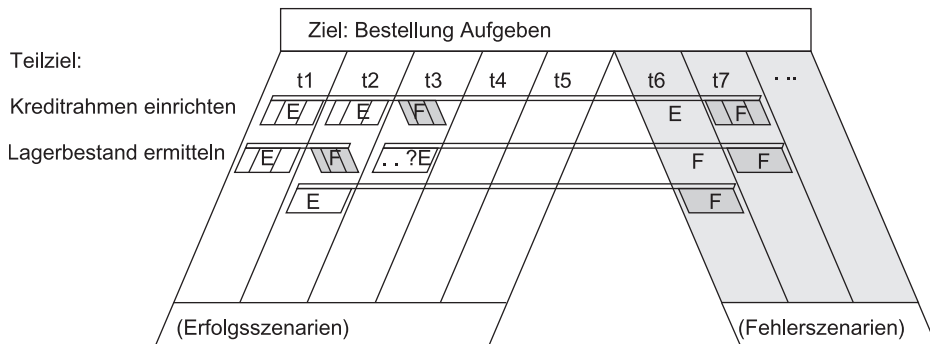 Ziel: Bestellung Aufgeben
Teilziel:
t1 t2 t3 t4 t5 t6 t7 . ..
Kreditrahmen einrichten E E F E F
Lagerbestand ermitteln E F . . ?E F F
E F
(Erfolgsszenarien) (Fehlerszenarien)